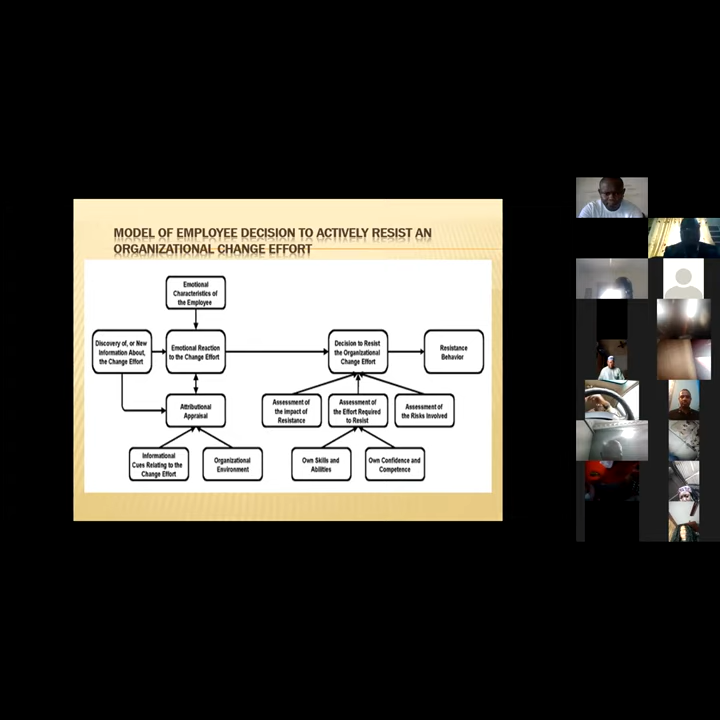 MODEL OF EMPLOYEE DECISION TO ACTIVELY RESIST AN
ORGANIZATIONAL CHANGE EFFORT
Emotional
Characteristics of
the Employee
Discovery of, or New
Information About,
the Change Effort
Emotional Reaction
to the Change Effort
Decision to Resist
the Organizational
Change Effort
Resistance
Behavior
Attributional
Appraisal
Assessment of
the Impact of
Resistance
Assessment of
the Effort Required
to Resist
Assessment of
the Risks Involved
Informational
Cues Relating to the
Change Effort
Organizational
Environment
Own Skills and
Abilities
Own Confidence and
Competence